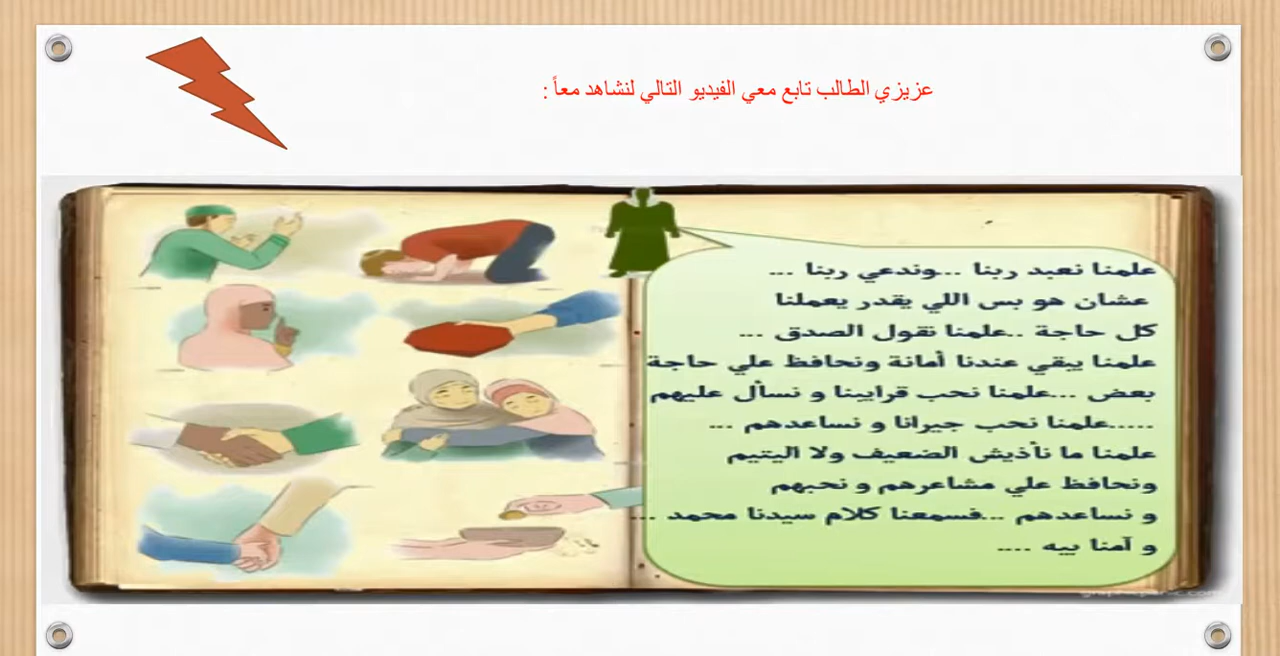 عزيزي الطالب تابع معي الفيديو التالي لنشاهد معاً :
علمنا نعبد ربنا ...وندعي ربنا ...
عشان هو بس اللي يقدر يعملنا
كل حاجة ..علمنا نقول الصدق ...
علمنا يبقي عندنا أمانة ونحافظ علي حاجة
بعض ...علمنا نحب قرايبنا و نسأل عليهم
.....علمنا نحب جيرانا و نساعدهم ...
علمنا ما نأذيش الضعيف ولا اليتيم
ونحافظ علي مشاعرهم و نحبهم
و نساعدهم ...فسمعنا كلام سيدنا محمد ...
و آمنا بيه ....